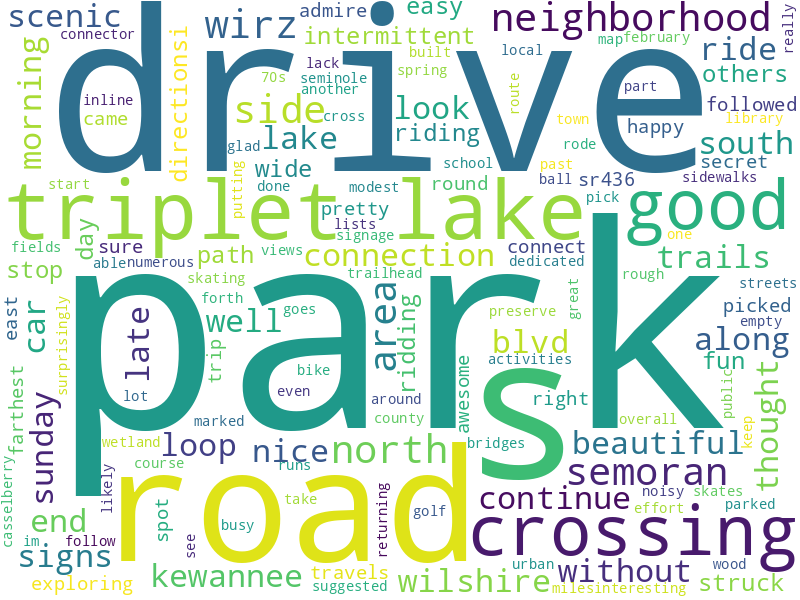 scenic
connector
wirz
admire
easy
neighborhood
really
drive
intermittent
built
local
map
february
ride
others
morning
inline
came
directionsi
70s
lack
seminole
spring
another
look
route
part
followed
side
cross
riding
happy
town
library
south
glad
lake
school
past
rode
secret
start
wide
putting
done
modest
round
ball
sr436
sidewalks
pick
triplet lake
good
pretty
lists
signage
fields
day
sure
path
connection
connect
one
trails
stop
able
numerous
views
dedicated
skating
trailhead
great
rough
streets
east
car
surprisingly
late
forth
well
goes
area
ridding
preserve
picked
empty
park
s
blvd
along
trip
bike
activities
fun
farthest
sunday
lot
even
around
county
awesome
right
public
thought
marked
overall
keep
wetland
loop
nice
north
bridges
beautiful
casselberry
likely
course
runs
semoran
road
take
continue
noisy
skates
end
spot
busy
golf
effort
parked
im
follow
see
returning
crossing
signs
urban
wood
exploring
kewannee
travels
suggested
wilshire
without
milesinteresting
struck